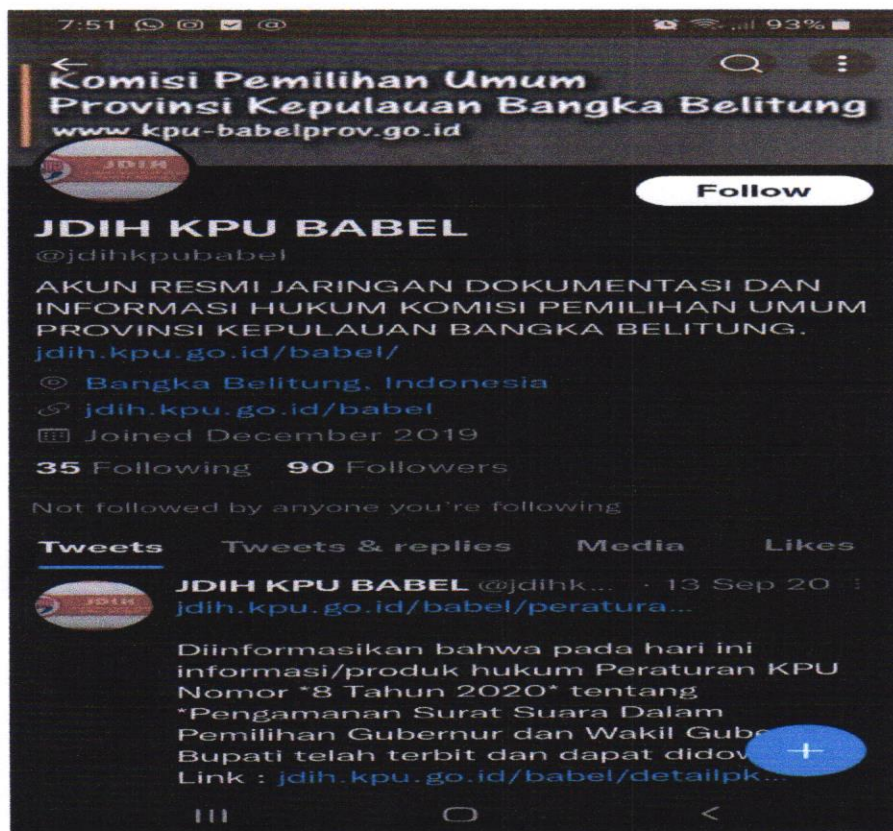 7:51 93%
Komisi Pemilihan Umum
Provinsi Kepulauan Bangka Belitung
www kpu-babelprov.go.id
JDIH
Follow
JDIH KPU BABEL
@jdihkpubabel
AKUN RESMI JARINGAN DOKUMENTASI DAN
INFORMASI HUKUM KOMISI PEMILIHAN UMUM
PROVINSI KEPULAUAN BANGKA BELITUNG.
jdih.kpu.go.id/babel/
Bangka Belitung, Indonesia
jdih.kpu.go.id/babel
Joined December 2019
35 Following 90 Followers
Not followed by anyone you're following
Tweets Tweets & replies Media Likes
JDIH KPU BABEL @jdihk... · 13 Sep 20
jdih.kpu.go.id/babel/peratura...
JDIH
Diinformasikan bahwa pada hari ini
informasi/produk hukum Peraturan KPU
Nomor *8 Tahun 2020* tentang
*Pengamanan Surat Suara Dalam
Pemilihan Gubernur dan Wakil Gube
Bupati telah terbit dan dapat didow
Link : jdih.kpu.go.id/babel/detailpk...